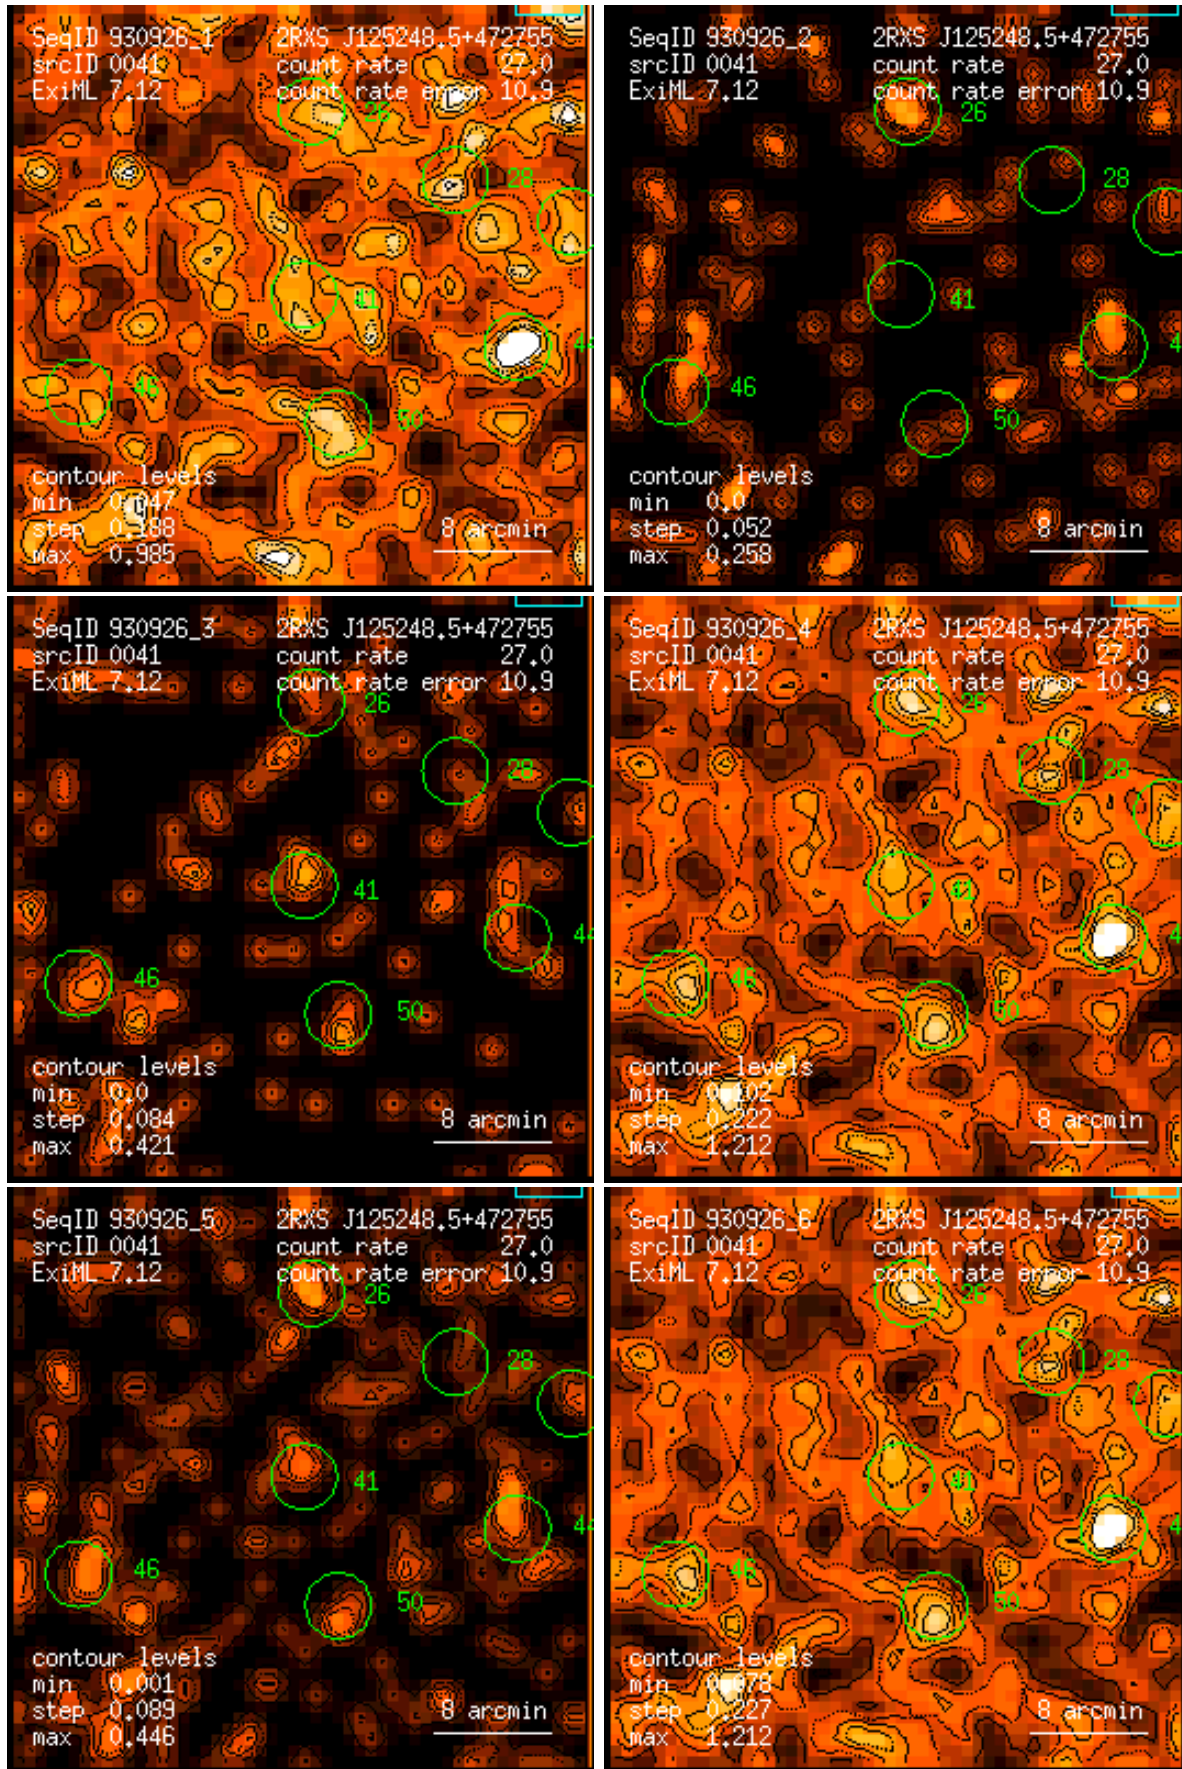 SeqID 930926_1 2RXS J125248.5+472755
srcID 0041 count rate 27.0
ExiML 7.12 count rate error 10.9
26
28
41
44
46
50
contour levels
min 0.047
step 0.188 8 arcmin
max 0.985
SeqID 930926_2 2RXS J125248.5+472755
srcID 0041 count rate 27.0
ExiML 7.12 count rate error 10.9
26
28
41
4
46
50
contour levels
min 0.0
step 0.052 8 arcmin
max 0.258
SeqID 930926_3 2RXS J125248.5+472755
srcID 0041 count rate 27.0
ExiML 7.12 count rate error 10.9
26
28
41
44
46
50
contour levels
min 0.0
step 0.084 8 arcmin
max 0.421
SeqID 930926_4 2RXS J125248.5+472755
srcID 0041 count rate 27.0
ExiML 7.12 count rate error 10.9
26
28
41
4
46
50
contour levels
min
step 0.222 8 arcmin
max 1.212
SeqID 930926_5 2RXS J125248.5+472755
srcID 0041 count rate 27.0
ExiML 7.12 count rate error 10.9
26
28
41
44
46
50
contour levels
min 0.001
step 0.089 8 arcmin
max 0.446
SeqID 930926_6 2RXS J125248.5+472755
srcID 0041 count rate 27.0
ExiML 7.12 count rate error 10.9
26
28
41
4
46
50
contour levels
min
step 0.227 8 arcmin
max 1.212